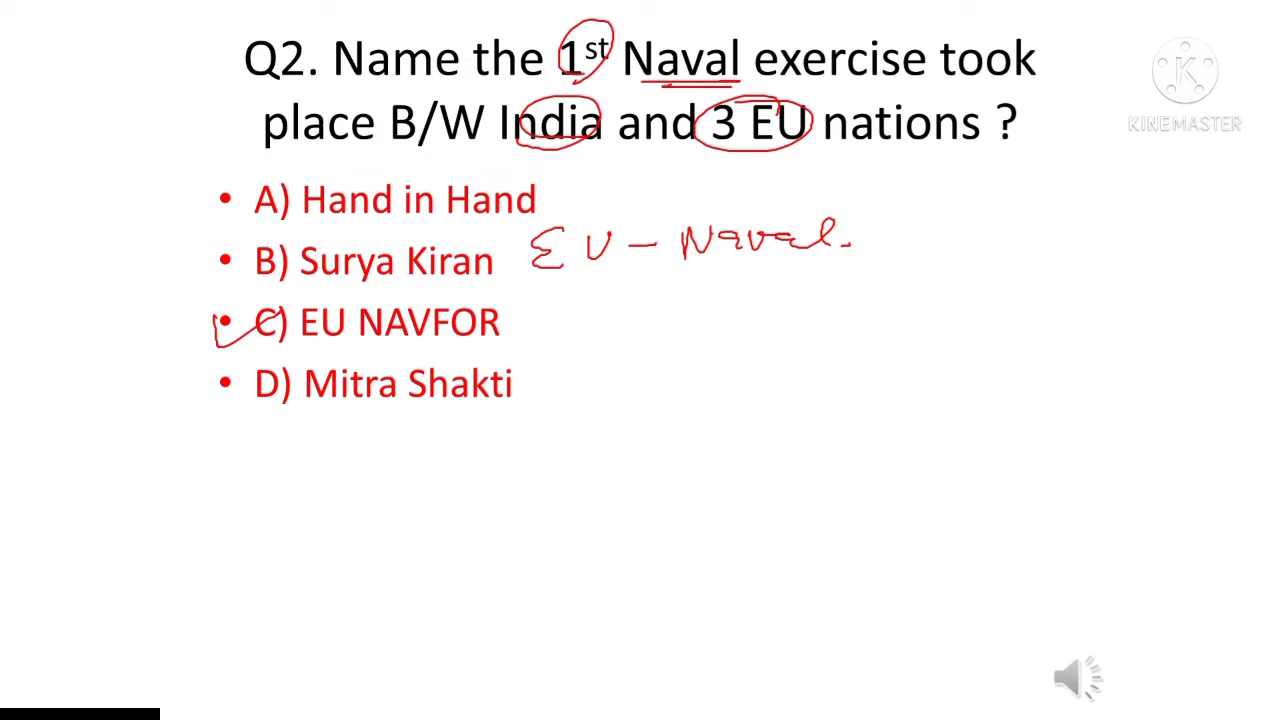 Q2. Name the 1st Naval exercise took
place B/W India and 3 EU nations ?
KINEMASTER
• A) Hand in Hand
EU - Naval.
• B) Surya Kiran
• C) EU NAVFOR
• D) Mitra Shakti